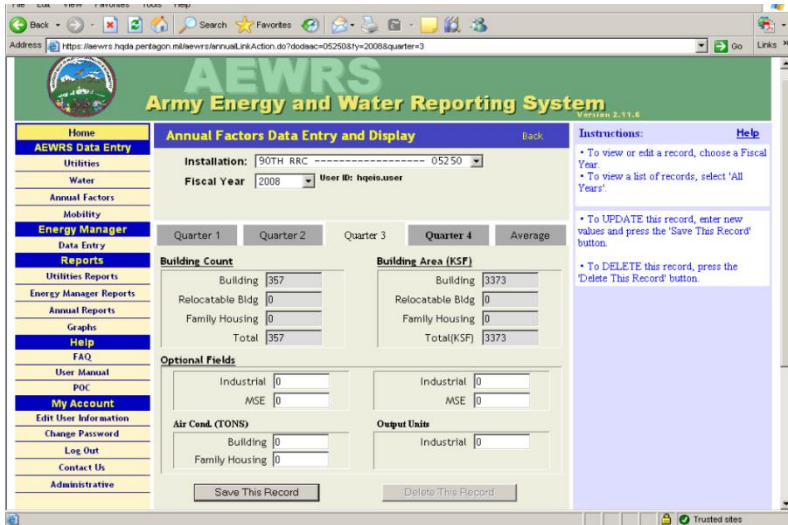 File Edit View Favorites Tools Help
Back Search Favorites
Address https://aewrs.hqda.pentagon.mil/aewrs/annualLinkAction.do?dodaac=05250&fy=2008&quarter=3 Go Links »
AEWRS
Army Energy and Water Reporting System
Version 2.11.6
Home
AEWRS Data Entry
Utilities
Water
Annual Factors
Mobility
Energy Manager
Data Entry
Reports
Utilities Reports
Energy Manager Reports
Annual Reports
Graphs
Help
FAQ
User Manual
POC
My Account
Edit User Information
Change Password
Log Out
Contact Us
Administrative
Annual Factors Data Entry and Display Back
Installation: 90TH RRC ------------------ 05250
Fiscal Year 2008 User ID: hqeis.user
Quarter 1 Quarter 2 Quarter 3 Quarter 4 Average
Building Count Building Area (KSF)
Building 357 Building 3373
Relocatable Bldg 0 Relocatable Bldg 0
Family Housing 0 Family Housing 0
Total 357 Total(KSF) 3373
Optional Fields
Industrial 0 Industrial 0
MSE 0 MSE 0
Air Cond. (TONS) Output Units
Building 0 Industrial 0
Family Housing 0
Save This Record Delete This Record
Instructions: Help
• To view or edit a record, choose a Fiscal
Year.
• To view a list of records, select 'All
Years'.
• To UPDATE this record, enter new
values and press the 'Save This Record'
button.
• To DELETE this record, press the
'Delete This Record' button.
Trusted sites